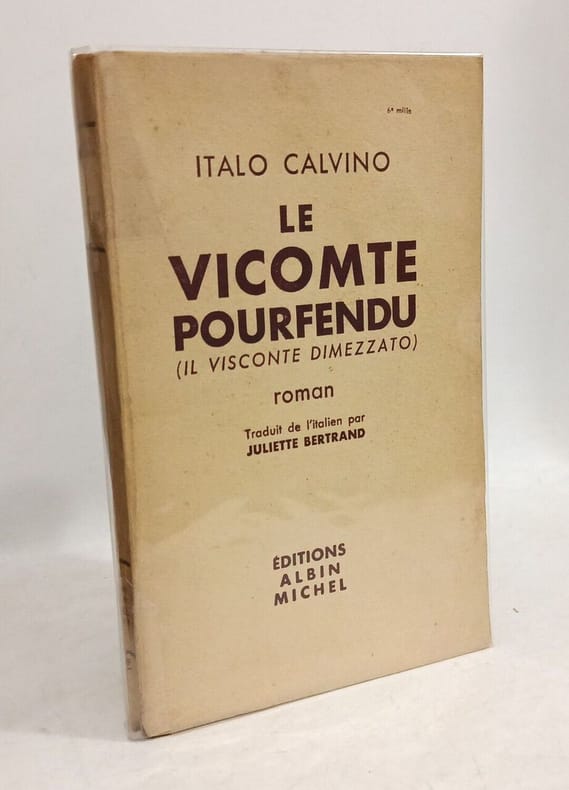 6e mille
ITALO CALVINO
LE
VICOMTE
POURFENDU
(IL VISCONTE DIMEZZATO)
roman
Traduit de l'italien par
JULIETTE BERTRAND
ÉDITIONS
ALBIN
MICHEL